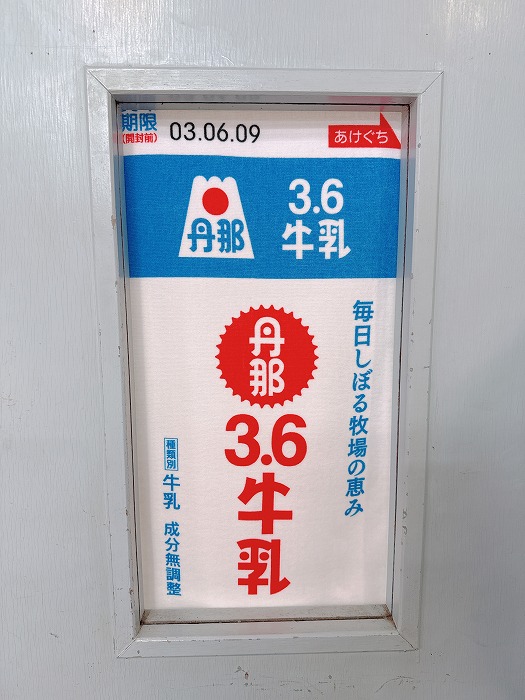 期限
(開封前)
03.06.09
あけぐち
丹那
3.6
牛乳
丹那
3.6
牛乳
毎日しぼる牧場の恵み
種類別 牛乳 成分無調整